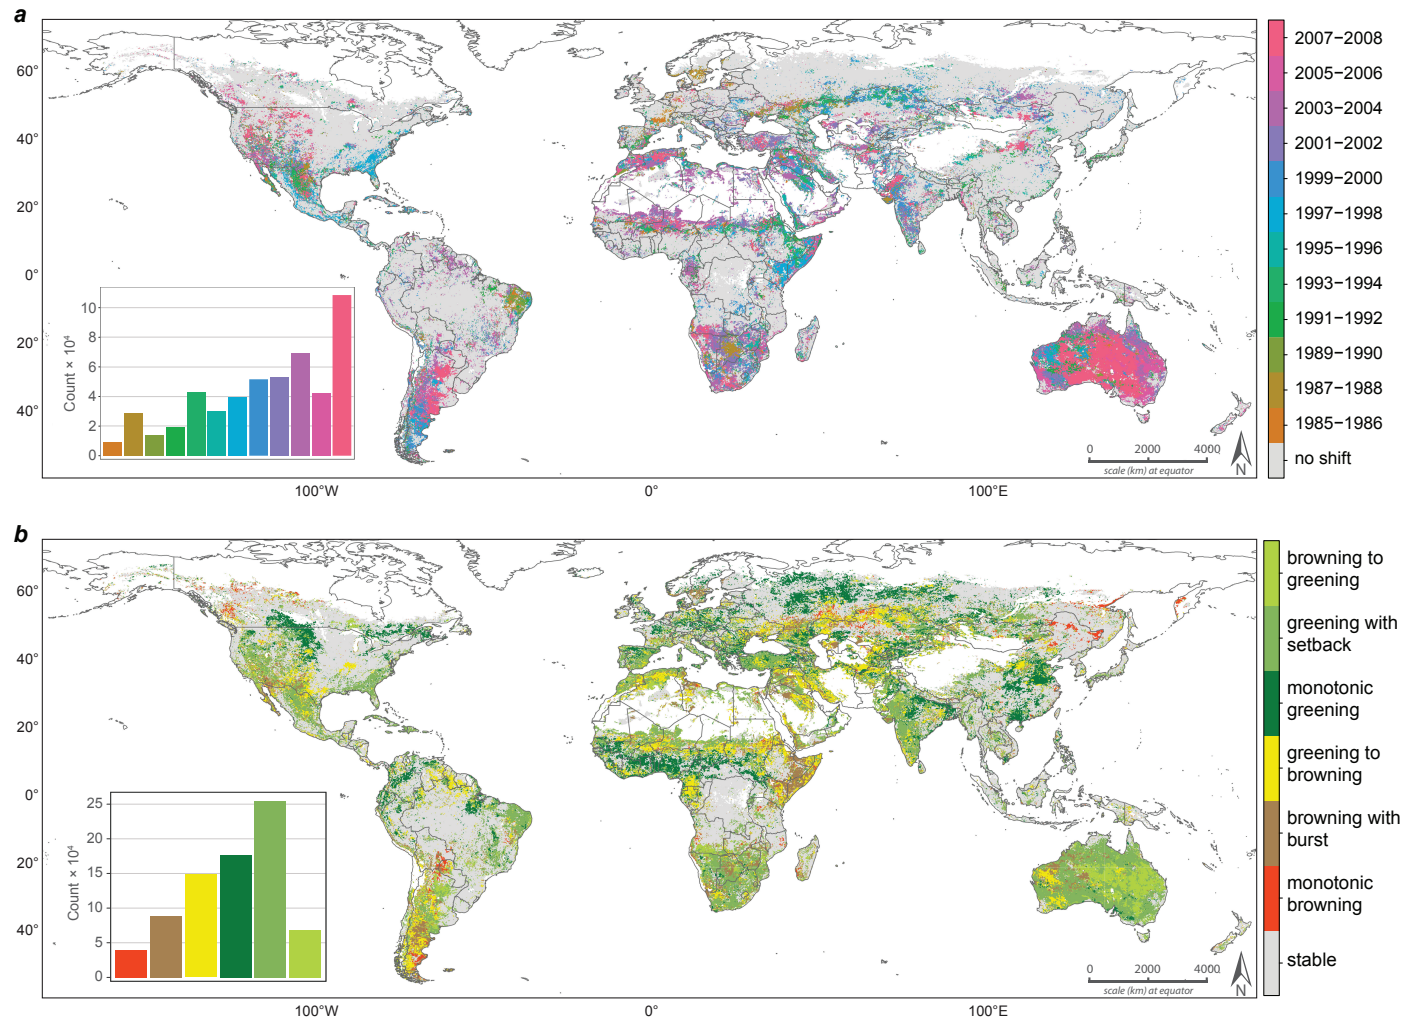 a
60°
40°
20°
0°
20°
40°
100°W
0°
100°E
Count × 10⁴
10
8
6
4
2
0
2007−2008
2005−2006
2003−2004
2001−2002
1999−2000
1997−1998
1995−1996
1993−1994
1991−1992
1989−1990
1987−1988
1985−1986
no shift
0
2000
4000
scale (km) at equator
N
b
60°
40°
20°
0°
20°
40°
100°W
0°
100°E
Count × 10⁴
25
20
15
10
5
0
browning to
greening
greening with
setback
monotonic
greening
greening to
browning
browning with
burst
monotonic
browning
stable
0
2000
4000
scale (km) at equator
N